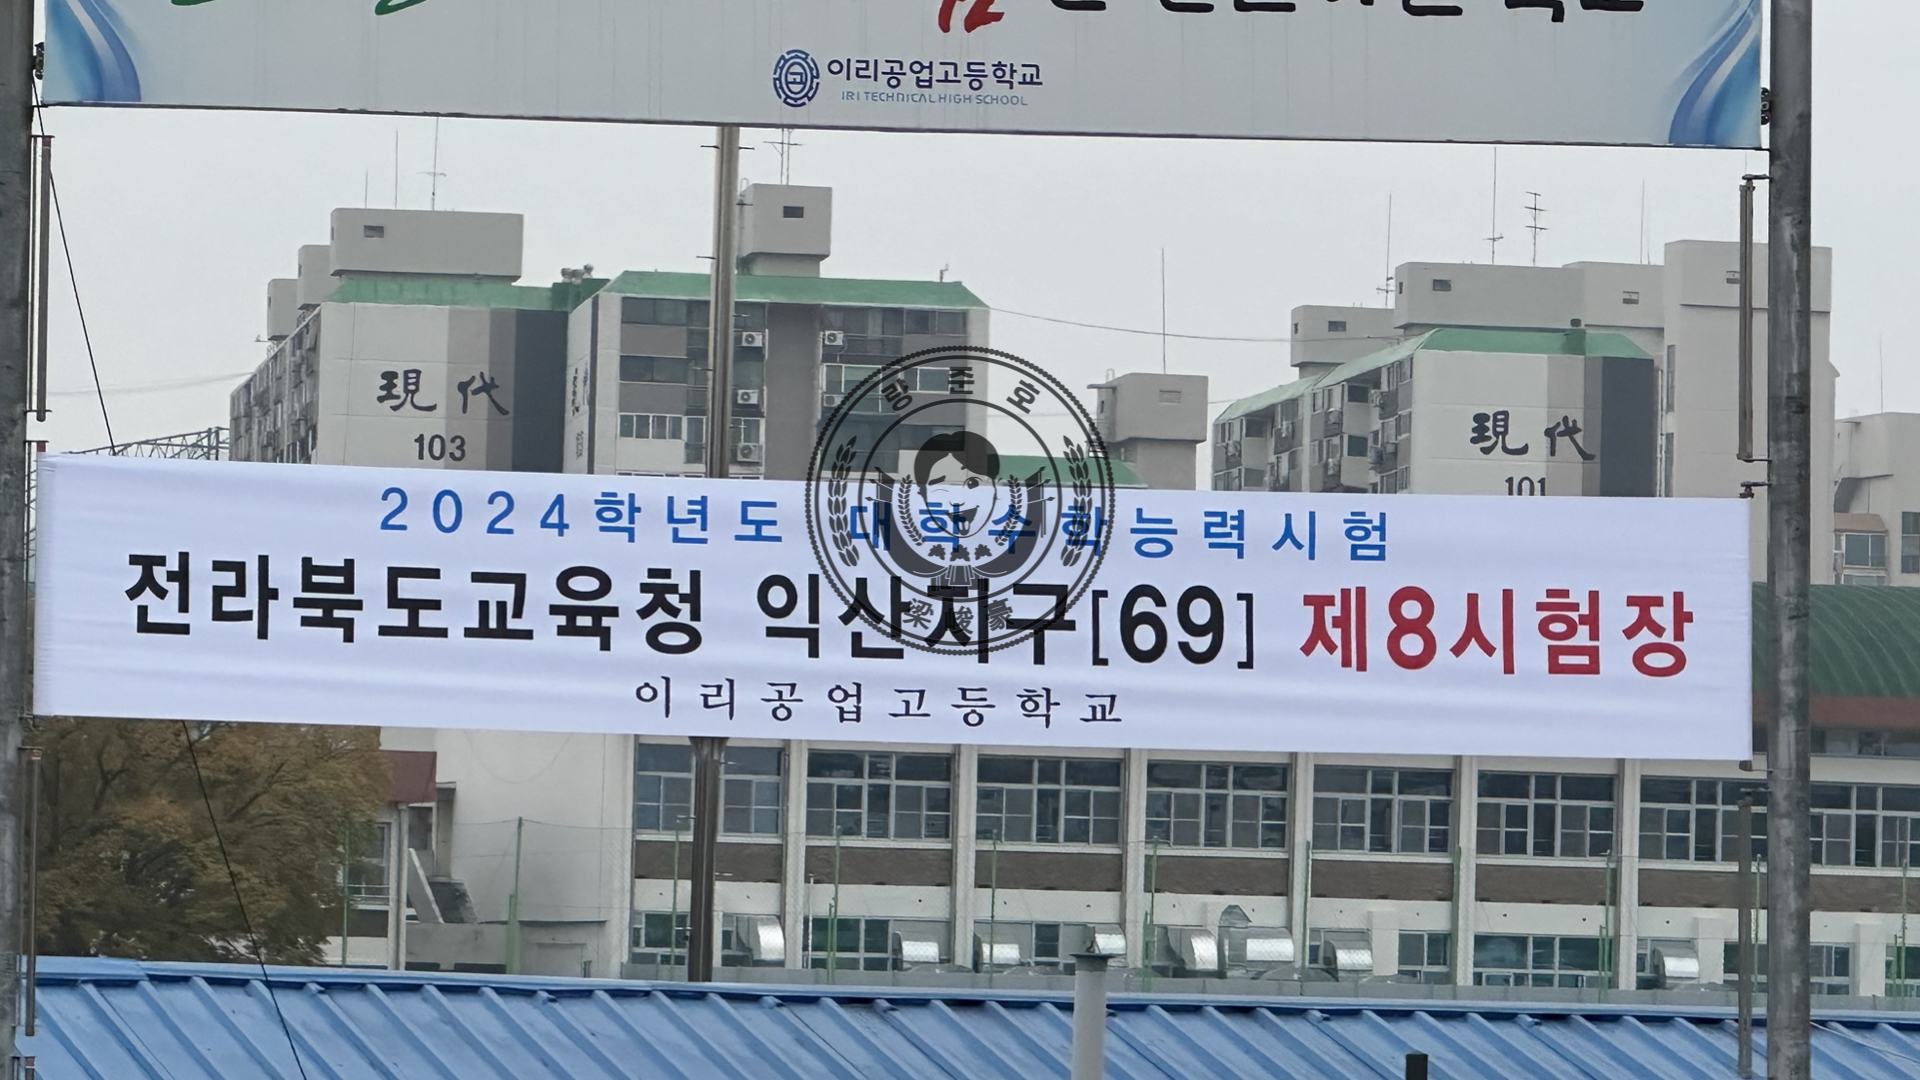 이리공업고등학교
IRI TECHNICAL HIGH SCHOOL
現代
103
現代
101
2024학년도 대학수학능력시험
전라북도교육청 익산지구[69] 제8시험장
이리공업고등학교
량준호
梁峻豪